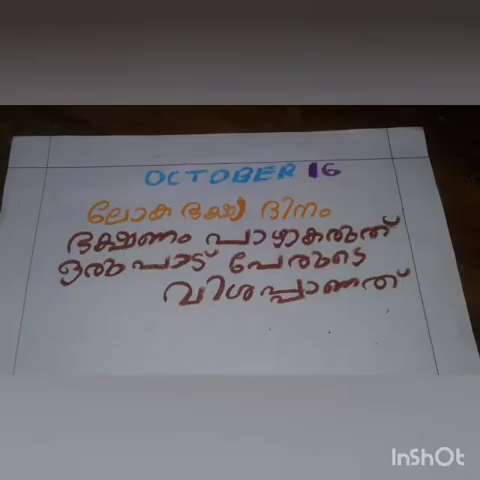 OCTOBER 16
ലോക ഭക്ഷ്യ ദിനം
ഭക്ഷണം പാഴാകരുത്
ഒരുപാട് പേരുടെ
വിശപ്പാണത്
InShOt